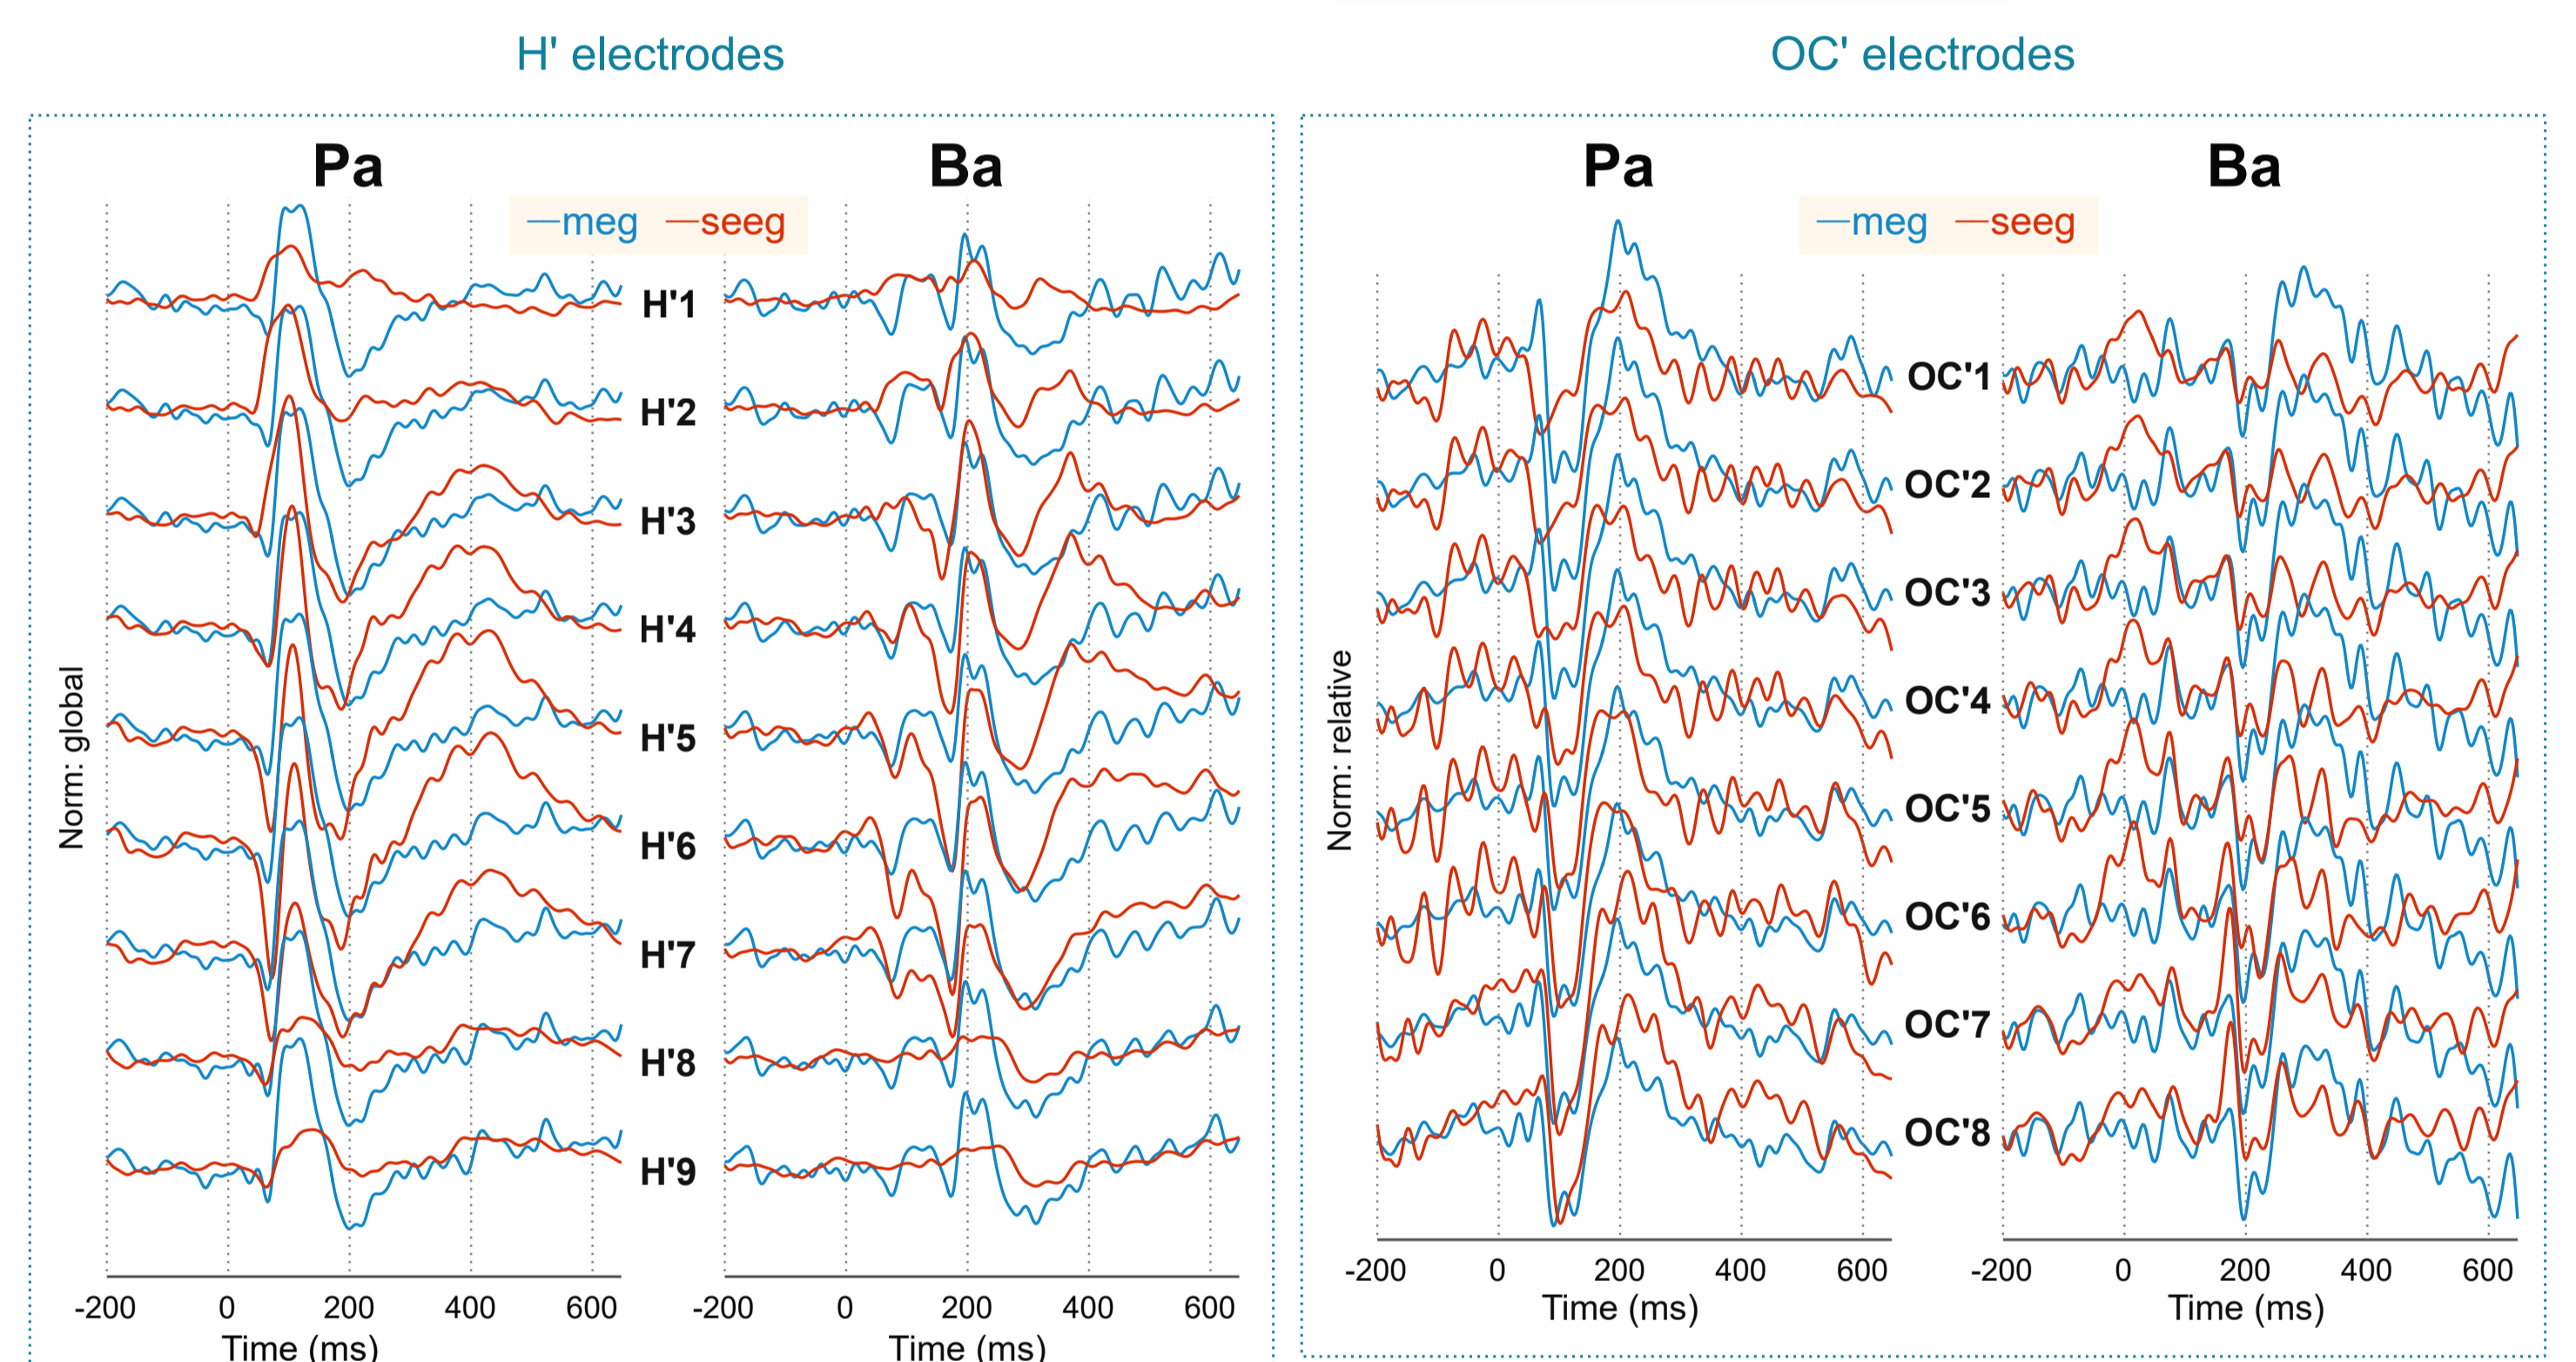 H' electrodes
Pa
Ba
meg seeg
H'1
H'2
H'3
H'4
H'5
H'6
H'7
H'8
H'9
Norm: global
-200 0 200 400 600
Time (ms)
-200 0 200 400 600
Time (ms)
OC' electrodes
Pa
Ba
meg seeg
OC'1
OC'2
OC'3
OC'4
OC'5
OC'6
OC'7
OC'8
Norm: relative
-200 0 200 400 600
Time (ms)
-200 0 200 400 600
Time (ms)